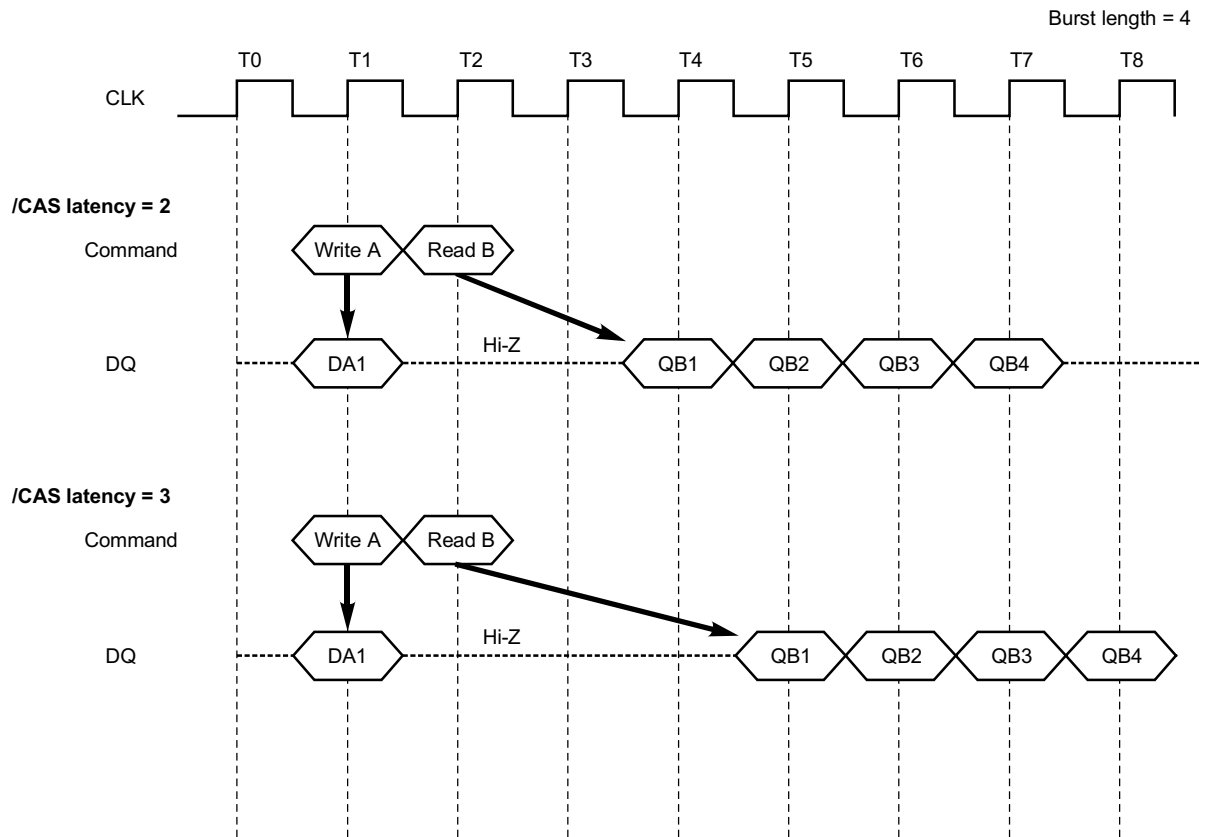 Burst length = 4
T0 T1 T2 T3 T4 T5 T6 T7 T8
CLK
/CAS latency = 2
Command Write A Read B
Hi-Z
DQ DA1 QB1 QB2 QB3 QB4
/CAS latency = 3
Command Write A Read B
Hi-Z
DQ DA1 QB1 QB2 QB3 QB4